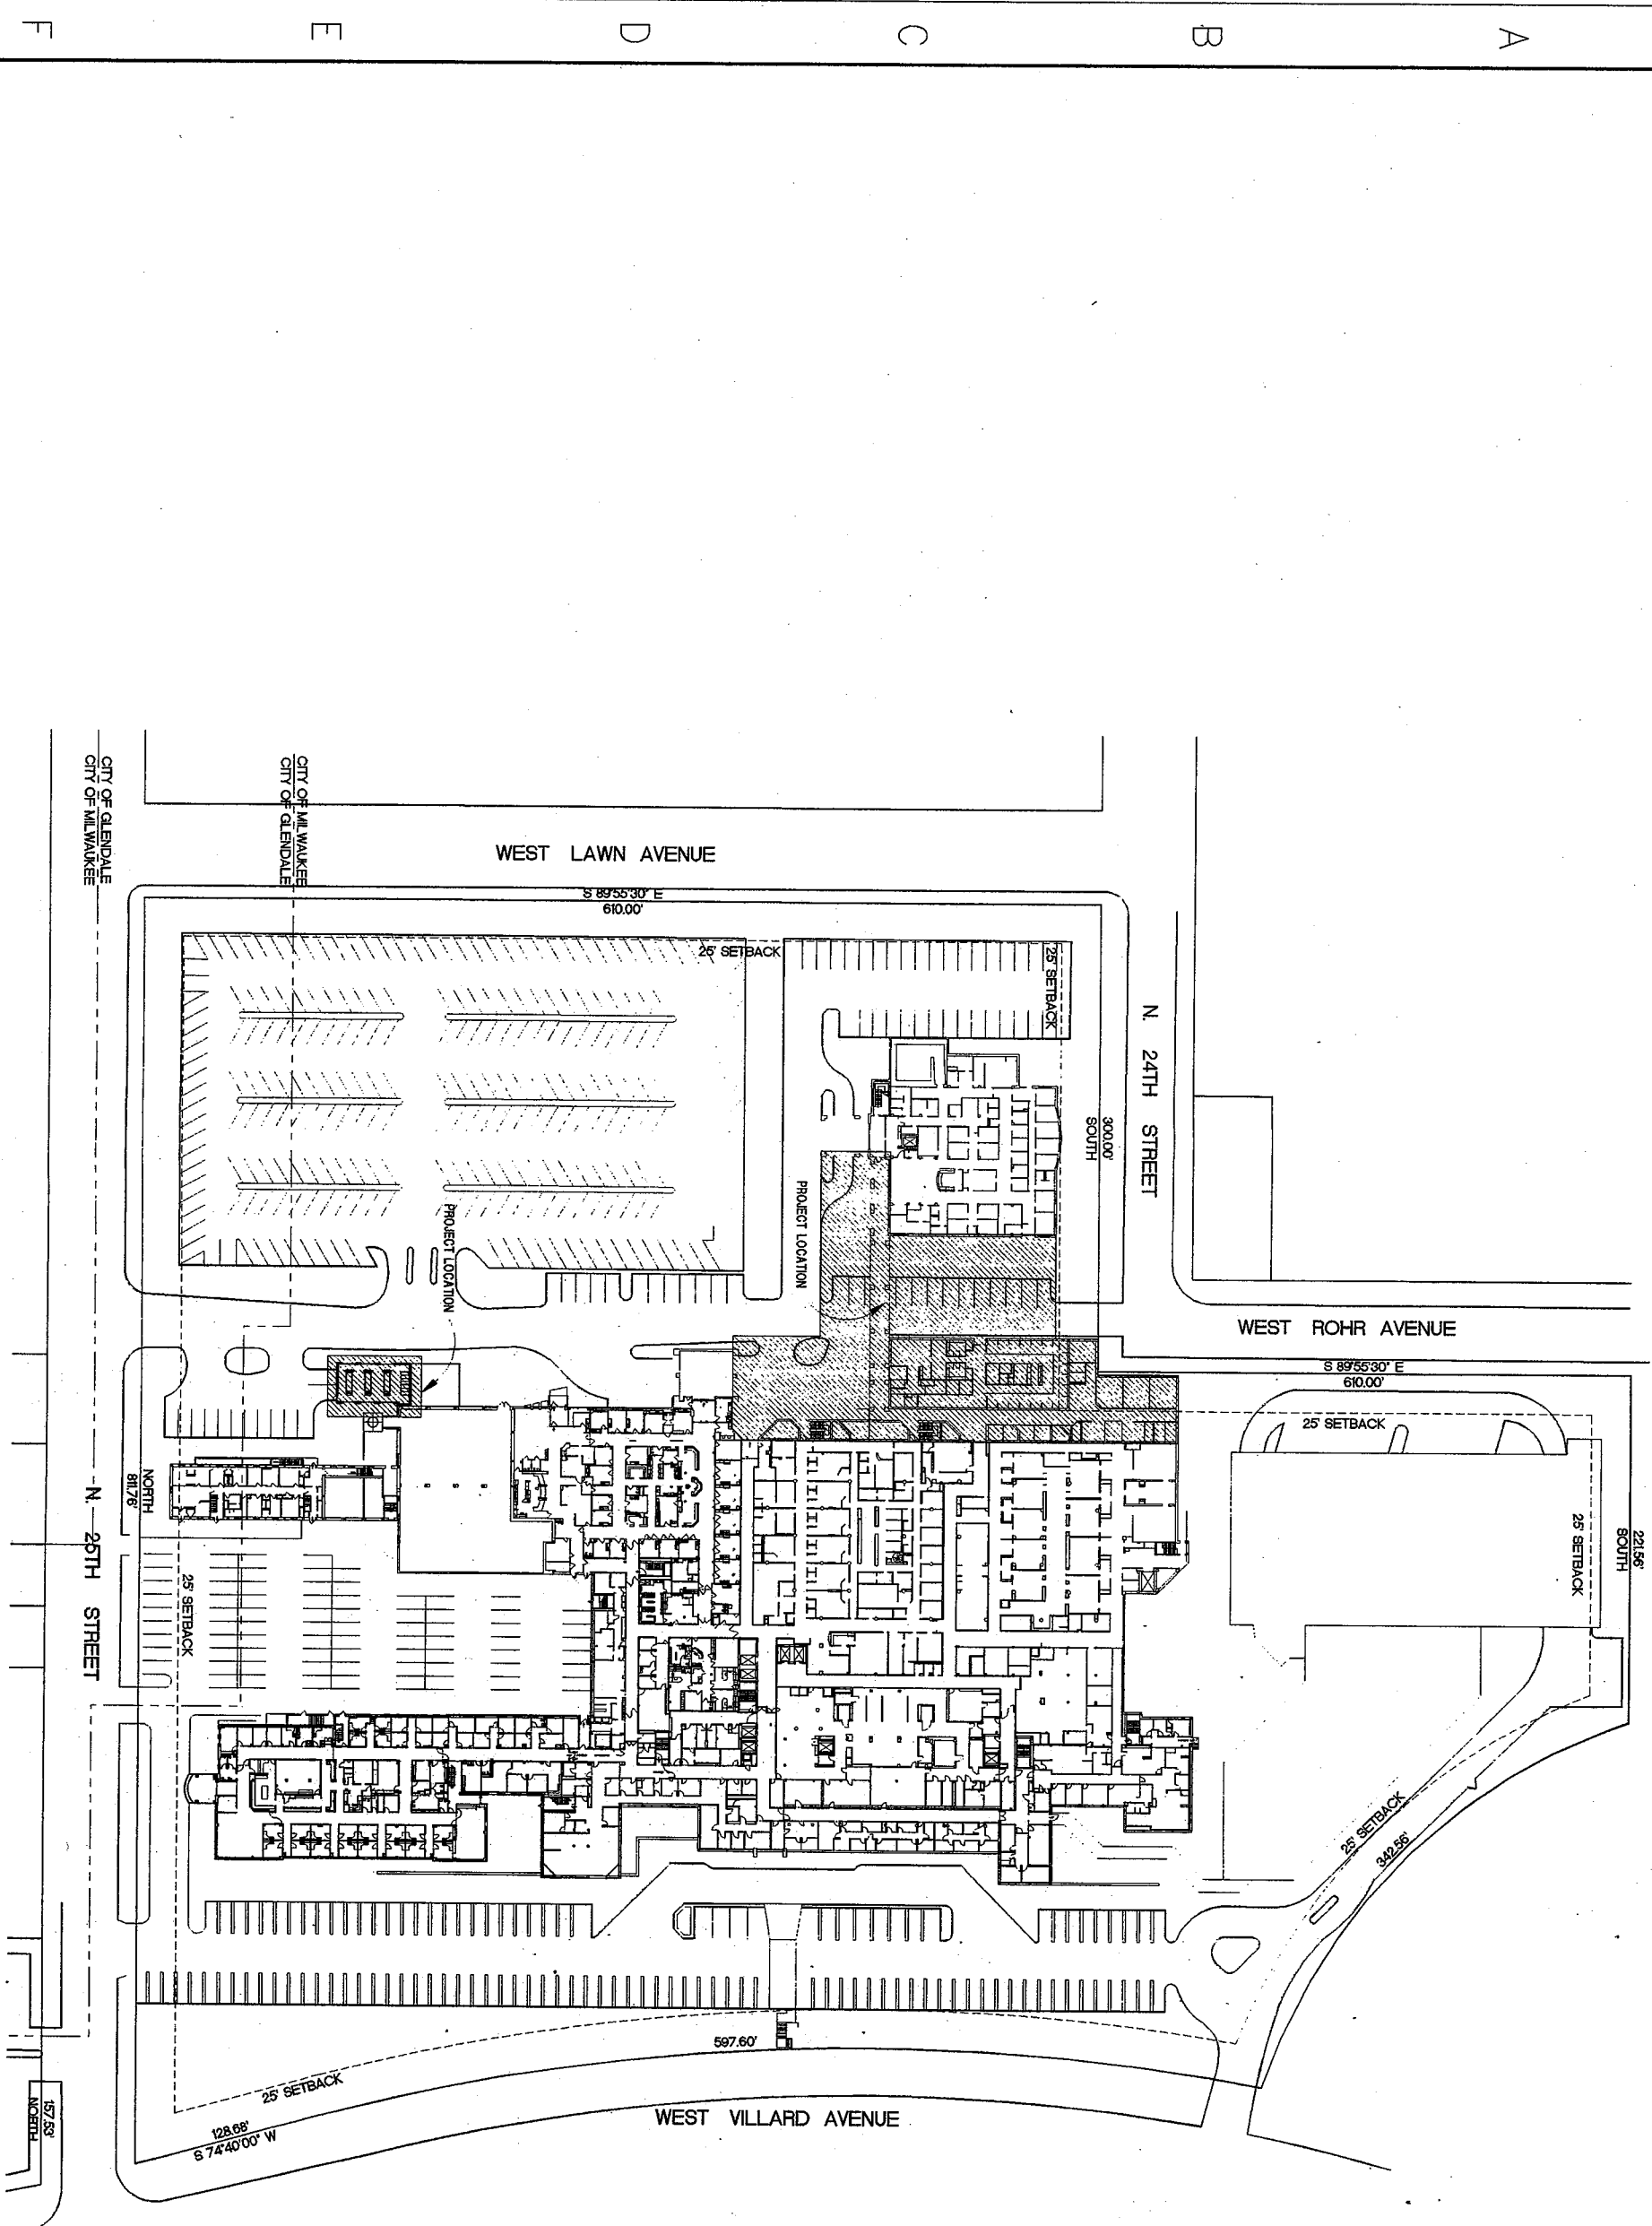 F E D C B A
CITY OF GLENDALE
CITY OF MILWAUKEE
CITY OF MILWAUKEE
CITY OF GLENDALE
WEST LAWN AVENUE
S 89°55'30" E
610.00'
25' SETBACK
25' SETBACK
N. 24TH STREET
300.00'
SOUTH
PROJECT LOCATION
PROJECT LOCATION
WEST ROHR AVENUE
S 89°55'30" E
610.00'
25' SETBACK
25' SETBACK
221.56'
SOUTH
NORTH
811.76'
N. 25TH STREET
25' SETBACK
25' SETBACK
342.56'
597.60'
25' SETBACK
128.68'
S 74°40'00" W
WEST VILLARD AVENUE
157.53'
NORTH